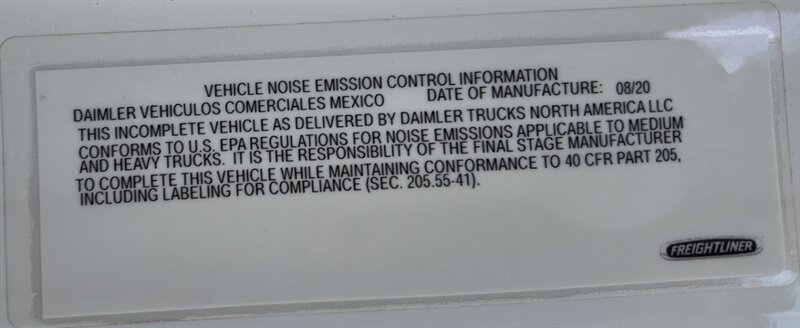 VEHICLE NOISE EMISSION CONTROL INFORMATION
DAIMLER VEHICULOS COMERCIALES MEXICO DATE OF MANUFACTURE: 08/20
THIS INCOMPLETE VEHICLE AS DELIVERED BY DAIMLER TRUCKS NORTH AMERICA LLC
CONFORMS TO U.S. EPA REGULATIONS FOR NOISE EMISSIONS APPLICABLE TO MEDIUM
AND HEAVY TRUCKS. IT IS THE RESPONSIBILITY OF THE FINAL STAGE MANUFACTURER
TO COMPLETE THIS VEHICLE WHILE MAINTAINING CONFORMANCE TO 40 CFR PART 205,
INCLUDING LABELING FOR COMPLIANCE (SEC. 205.55-41).
FREIGHTLINER